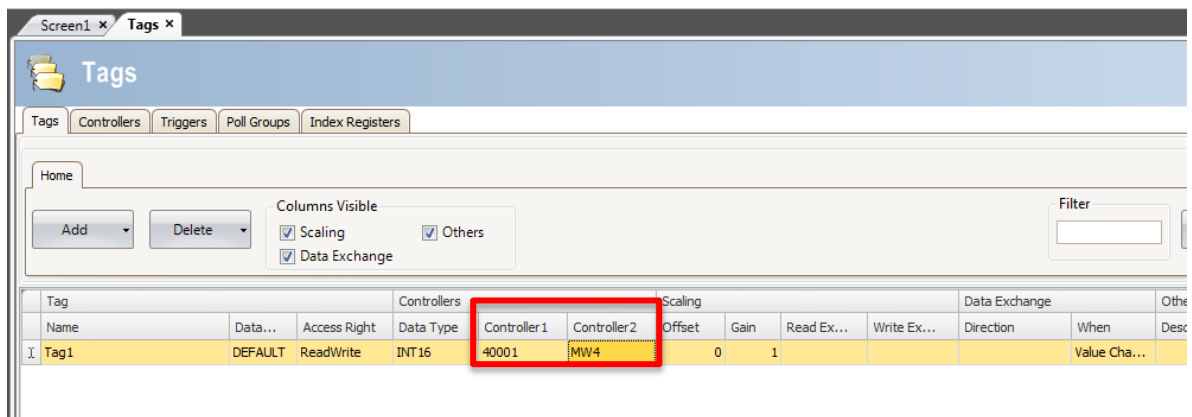 Screen1 × Tags ×
Tags
Tags Controllers Triggers Poll Groups Index Registers
Home
Columns Visible
Filter
Add Delete Scaling Others
Data Exchange
Tag Controllers Scaling Data Exchange Othe
Name Data... Access Right Data Type Controller1 Controller2 Offset Gain Read Ex... Write Ex... Direction When Desc
Tag1 DEFAULT ReadWrite INT16 40001 MW4 0 1 Value Cha...